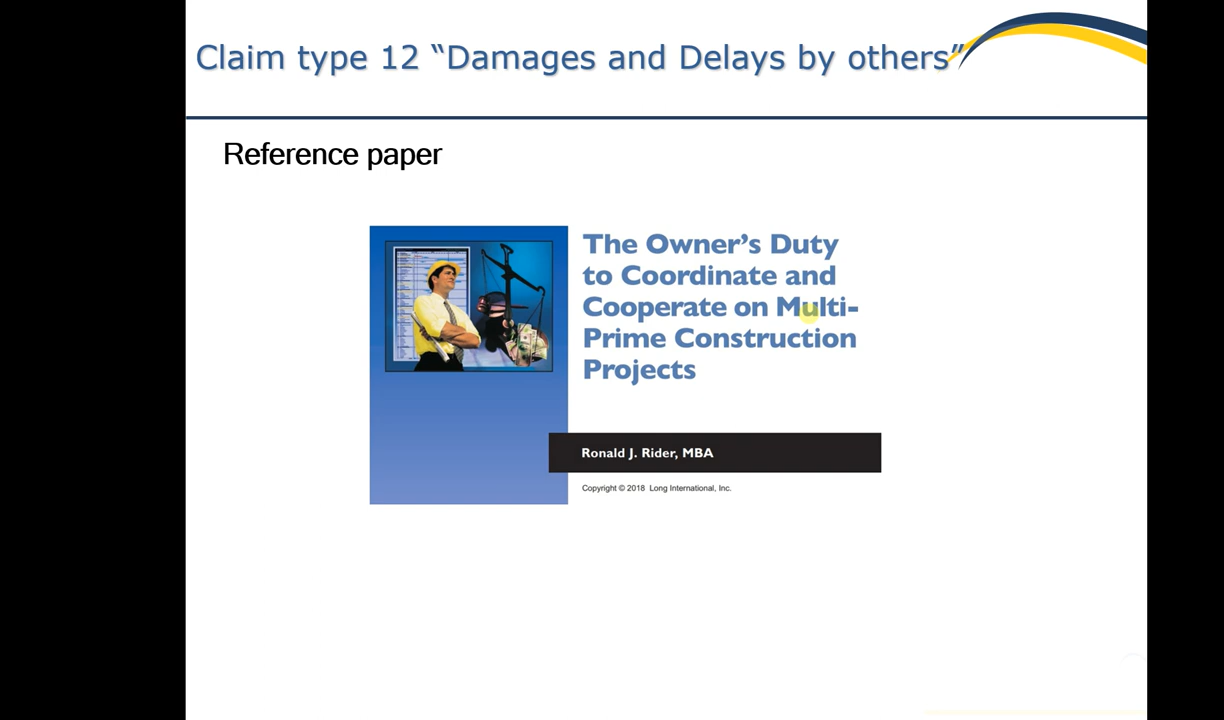 Claim type 12 “Damages and Delays by others”
Reference paper
The Owner’s Duty
to Coordinate and
Cooperate on Multi-
Prime Construction
Projects
Ronald J. Rider, MBA
Copyright © 2018 Long International, Inc.